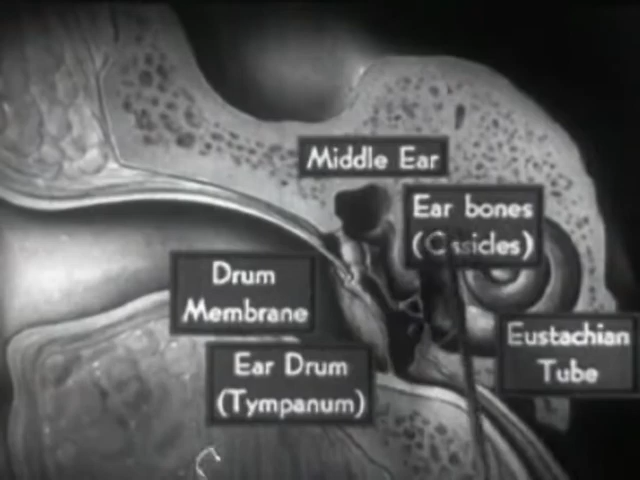 Middle Ear
Ear bones
(Ossicles)
Drum
Membrane
Eustachian
Tube
Ear Drum
(Tympanum)